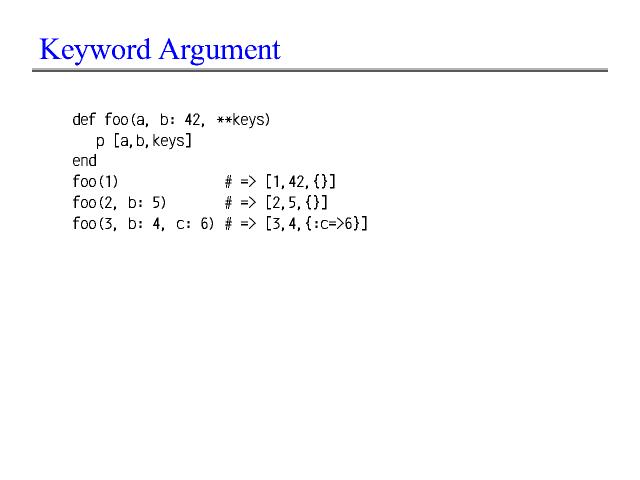 Keyword Argument
def foo(a, b: 42, **keys)
   p [a,b,keys]
end
foo(1)             # => [1,42,{}]
foo(2, b: 5)       # => [2,5,{}]
foo(3, b: 4, c: 6) # => [3,4,{:c=>6}]